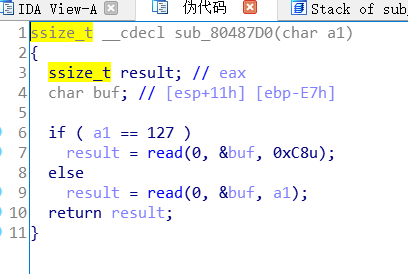 IDA View-A 伪代码 Stack of sub_
1 ssize_t __cdecl sub_80487D0(char a1)
2 {
3 ssize_t result; // eax
4 char buf; // [esp+11h] [ebp-E7h]
5
6 if ( a1 == 127 )
7 result = read(0, &buf, 0xC8u);
8 else
9 result = read(0, &buf, a1);
10 return result;
11 }